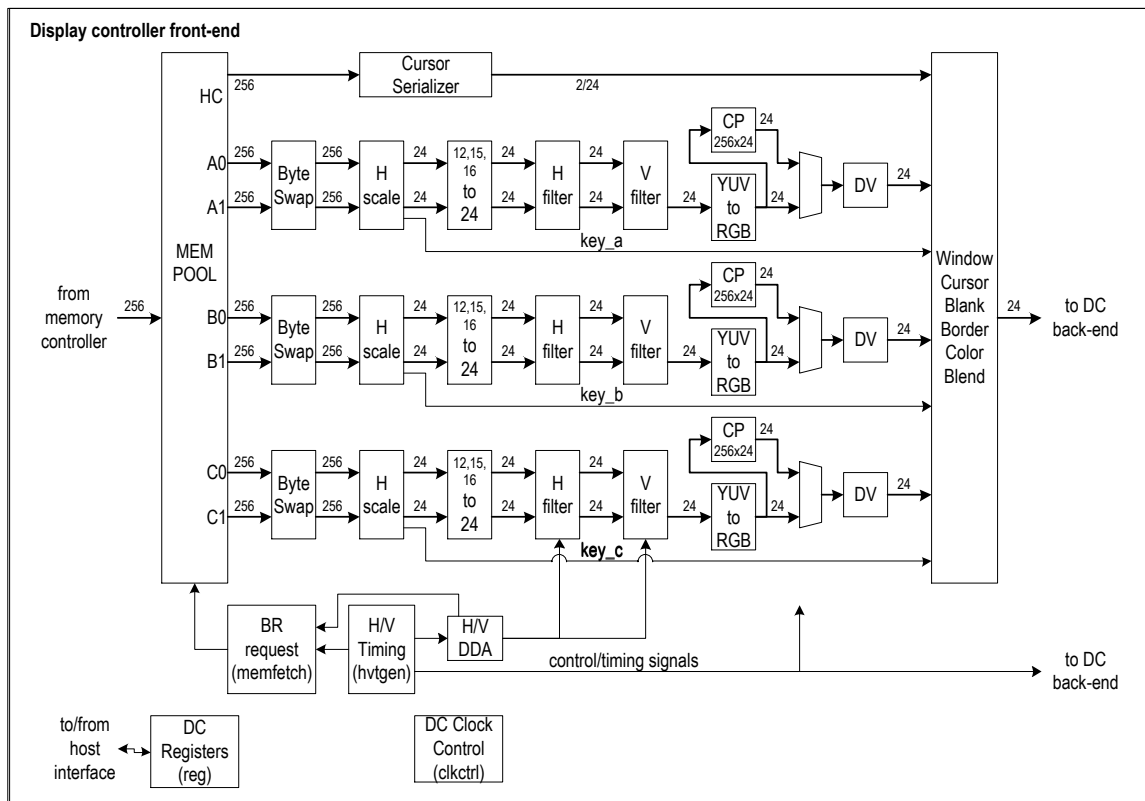 Display controller front-end
HC
256
Cursor
Serializer
2/24
A0
256
Byte
Swap
256
H
scale
24
12,15,
16
to
24
24
H
filter
24
V
filter
24
YUV
to
RGB
CP
256x24
24
24
DV
24
A1
256
256
24
24
24
key_a
MEM
POOL
from
memory
controller
256
B0
256
Byte
Swap
256
H
scale
24
12,15,
16
to
24
24
H
filter
24
V
filter
24
YUV
to
RGB
CP
256x24
24
24
DV
24
B1
256
256
24
24
24
key_b
Window
Cursor
Blank
Border
Color
Blend
24
to DC
back-end
C0
256
Byte
Swap
256
H
scale
24
12,15,
16
to
24
24
H
filter
24
V
filter
24
YUV
to
RGB
CP
256x24
24
24
DV
24
C1
256
256
24
24
24
key_c
BR
request
(memfetch)
H/V
Timing
(hvtgen)
H/V
DDA
control/timing signals
to DC
back-end
to/from
host
interface
DC
Registers
(reg)
DC Clock
Control
(clkctrl)